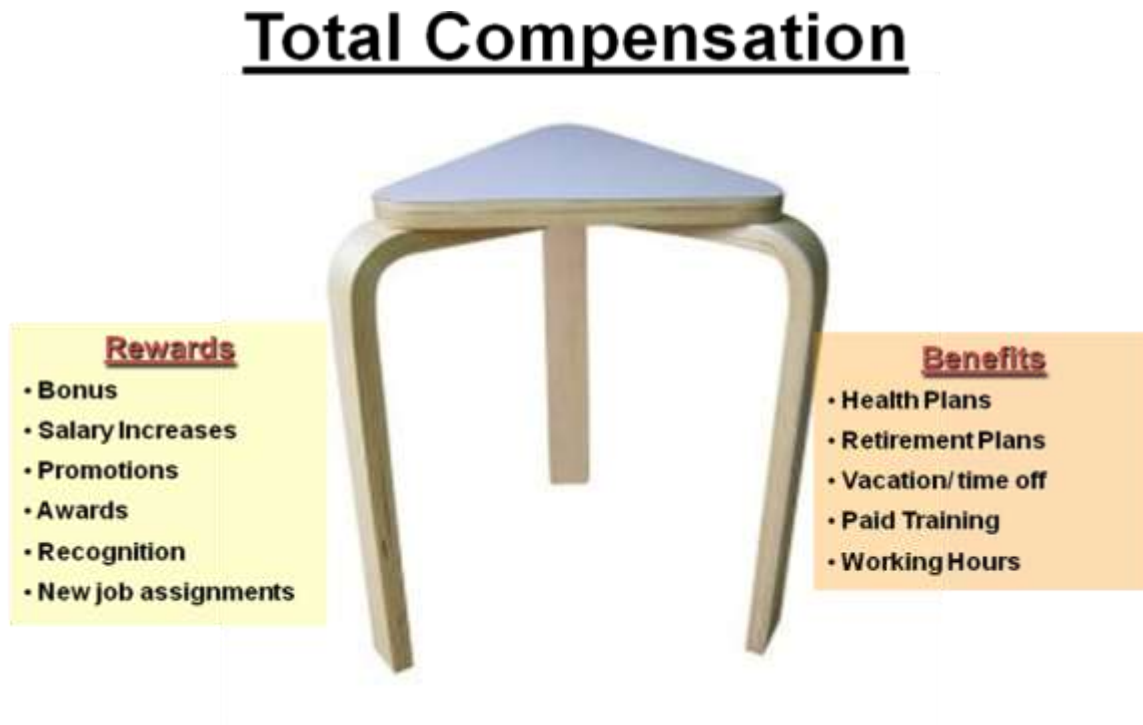 Total Compensation
Rewards
• Bonus
• Salary Increases
• Promotions
• Awards
• Recognition
• New job assignments
Benefits
• Health Plans
• Retirement Plans
• Vacation/ time off
• Paid Training
• Working Hours